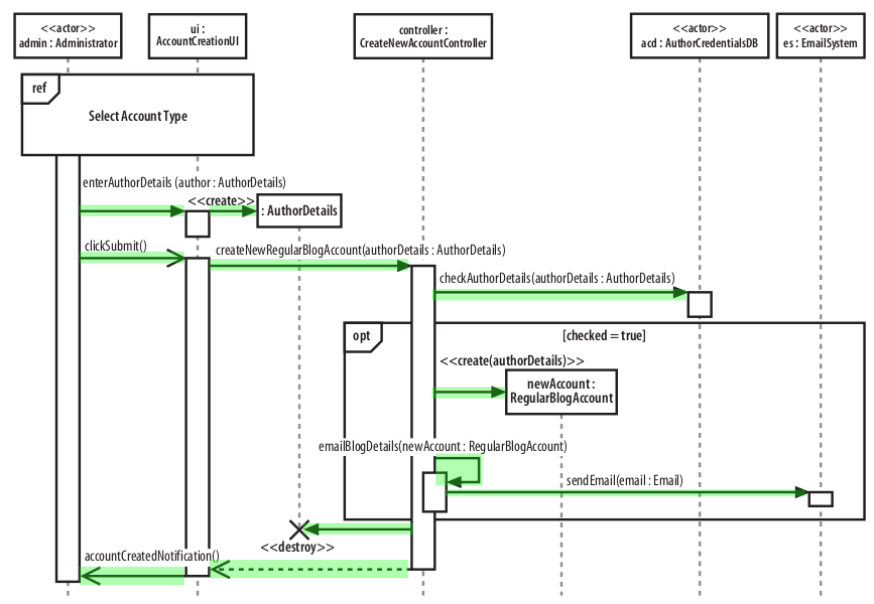 <<actor>>
admin : Administrator
ui :
AccountCreationUI
controller :
CreateNewAccountController
<<actor>>
acd : AuthorCredentialsDB
<<actor>>
es : EmailSystem
ref
Select Account Type
enterAuthorDetails (author : AuthorDetails)
<<create>>
: AuthorDetails
clickSubmit()
createNewRegularBlogAccount(authorDetails : AuthorDetails)
checkAuthorDetails(authorDetails : AuthorDetails)
opt
[checked = true]
<<create(authorDetails)>>
newAccount :
RegularBlogAccount
emailBlogDetails(newAccount : RegularBlogAccount)
sendEmail(email : Email)
<<destroy>>
accountCreatedNotification()